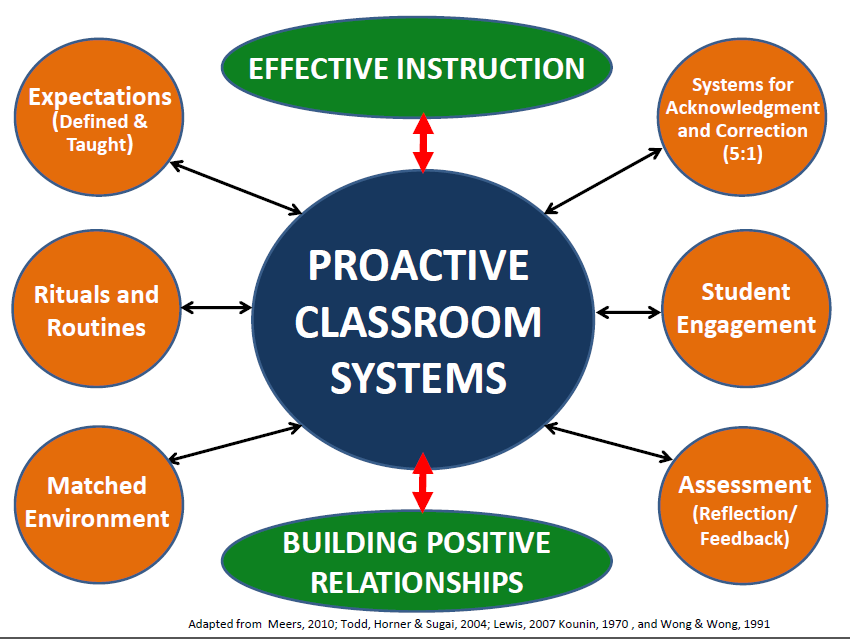 EFFECTIVE INSTRUCTION
Expectations
(Defined &
Taught)
Systems for
Acknowledgment
and Correction
(5:1)
PROACTIVE
CLASSROOM
SYSTEMS
Rituals and
Routines
Student
Engagement
Matched
Environment
Assessment
(Reflection/
Feedback)
BUILDING POSITIVE
RELATIONSHIPS
Adapted from Meers, 2010; Todd, Horner & Sugai, 2004; Lewis, 2007 Kounin, 1970 , and Wong & Wong, 1991